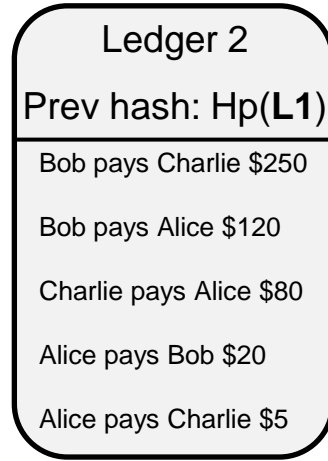 Ledger 2
Prev hash: Hp(L1)
Bob pays Charlie $250
Bob pays Alice $120
Charlie pays Alice $80
Alice pays Bob $20
Alice pays Charlie $5